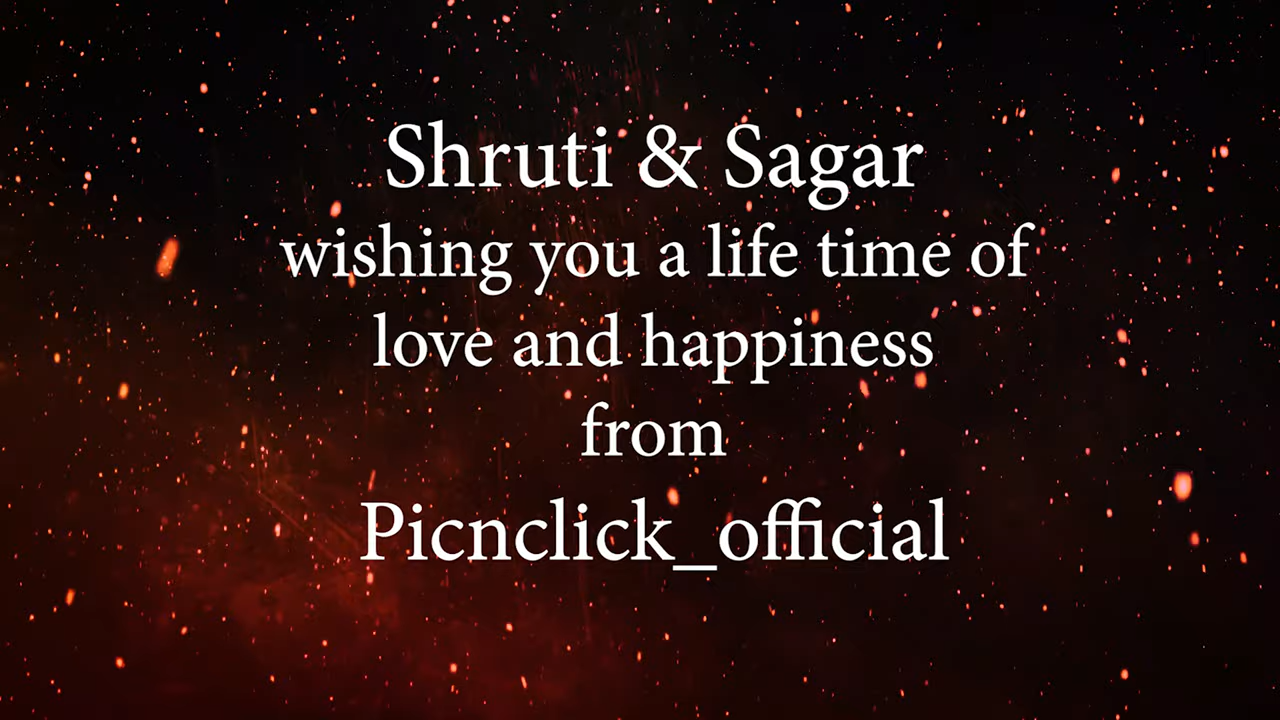 Shruti & Sagar
wishing you a life time of
love and happiness
from
Picnclick_official